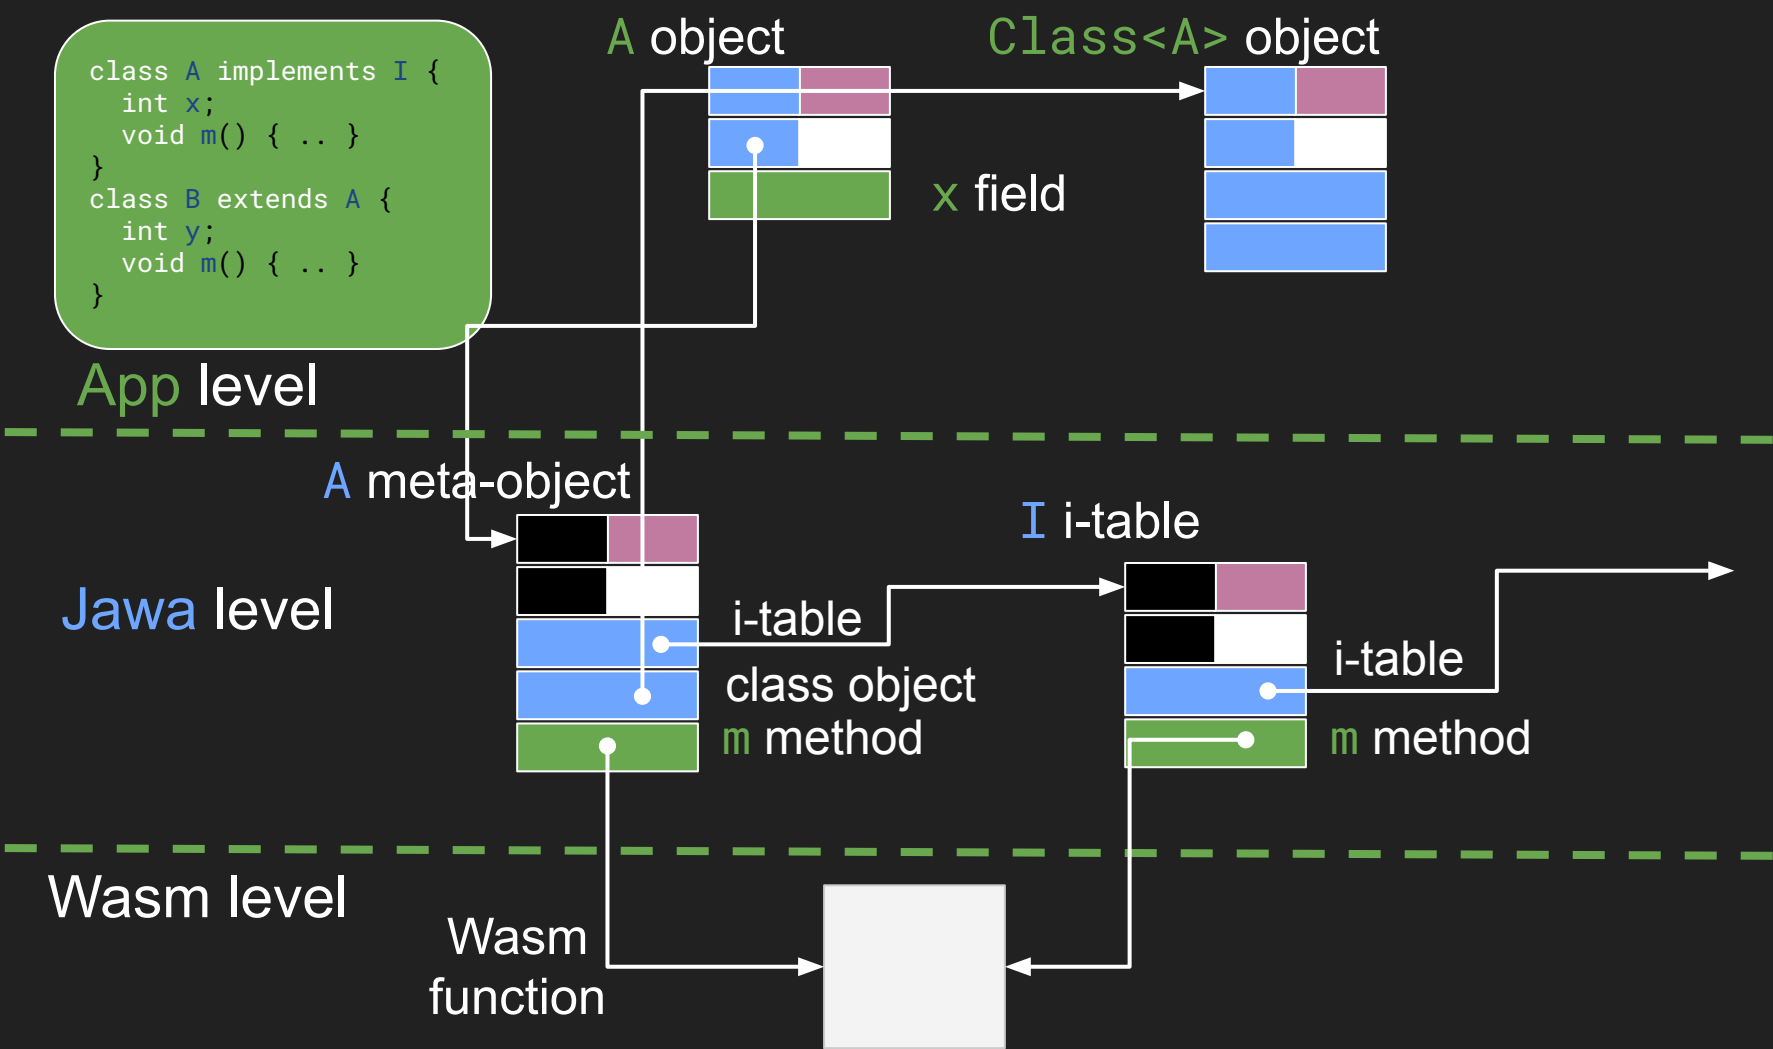 class A implements I {
  int x;
  void m() { .. }
}
class B extends A {
  int y;
  void m() { .. }
}
A object
Class<A> object
x field
App level
A meta-object
I i-table
Jawa level
i-table
class object
m method
i-table
m method
Wasm level
Wasm
function